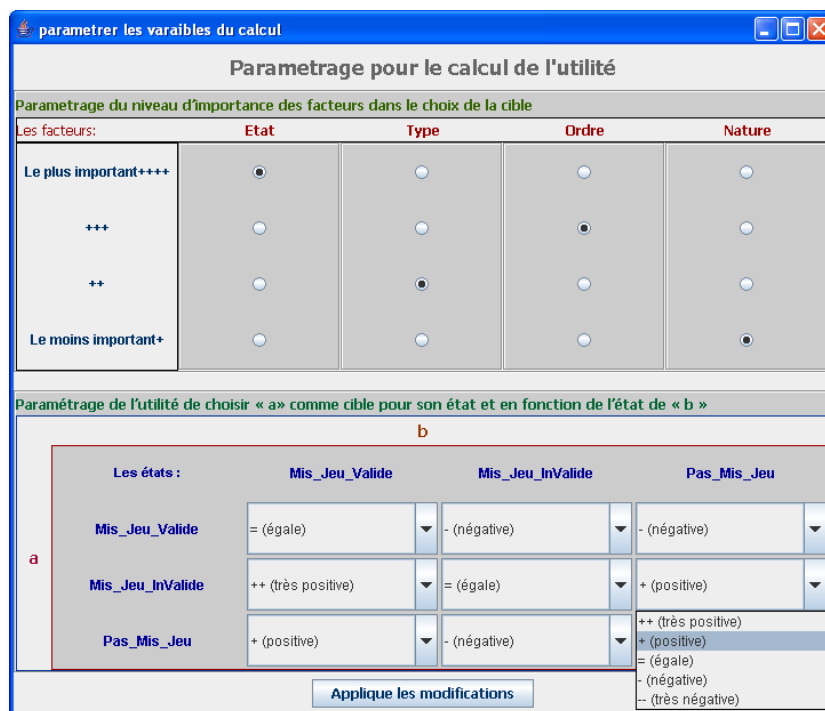 parametrer les varaibles du calcul
Parametrage pour le calcul de l'utilité
Parametrage du niveau d'importance des facteurs dans le choix de la cible
Les facteurs: Etat Type Ordre Nature
Le plus important++++
+++
++
Le moins important+
Paramétrage de l'utilité de choisir « a» comme cible pour son état et en fonction de l'état de « b »
b
Les états : Mis_Jeu_Valide Mis_Jeu_InValide Pas_Mis_Jeu
Mis_Jeu_Valide = (égale) - (négative) - (négative)
a
Mis_Jeu_InValide ++ (très positive) = (égale) + (positive)
Pas_Mis_Jeu + (positive) - (négative)
++ (très positive)
+ (positive)
= (égale)
- (négative)
-- (très négative)
Applique les modifications